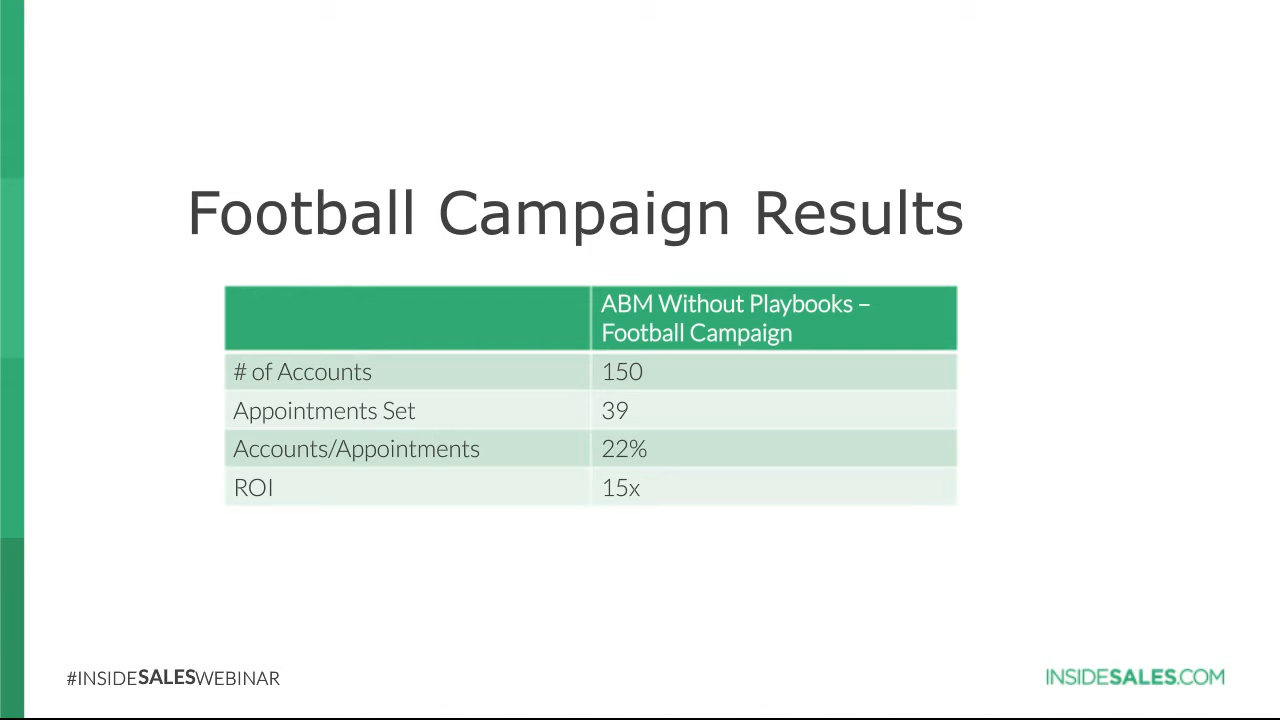 Football Campaign Results
ABM Without Playbooks –
Football Campaign
# of Accounts 150
Appointments Set 39
Accounts/Appointments 22%
ROI 15x
#INSIDESALESWEBINAR
INSIDESALES.COM